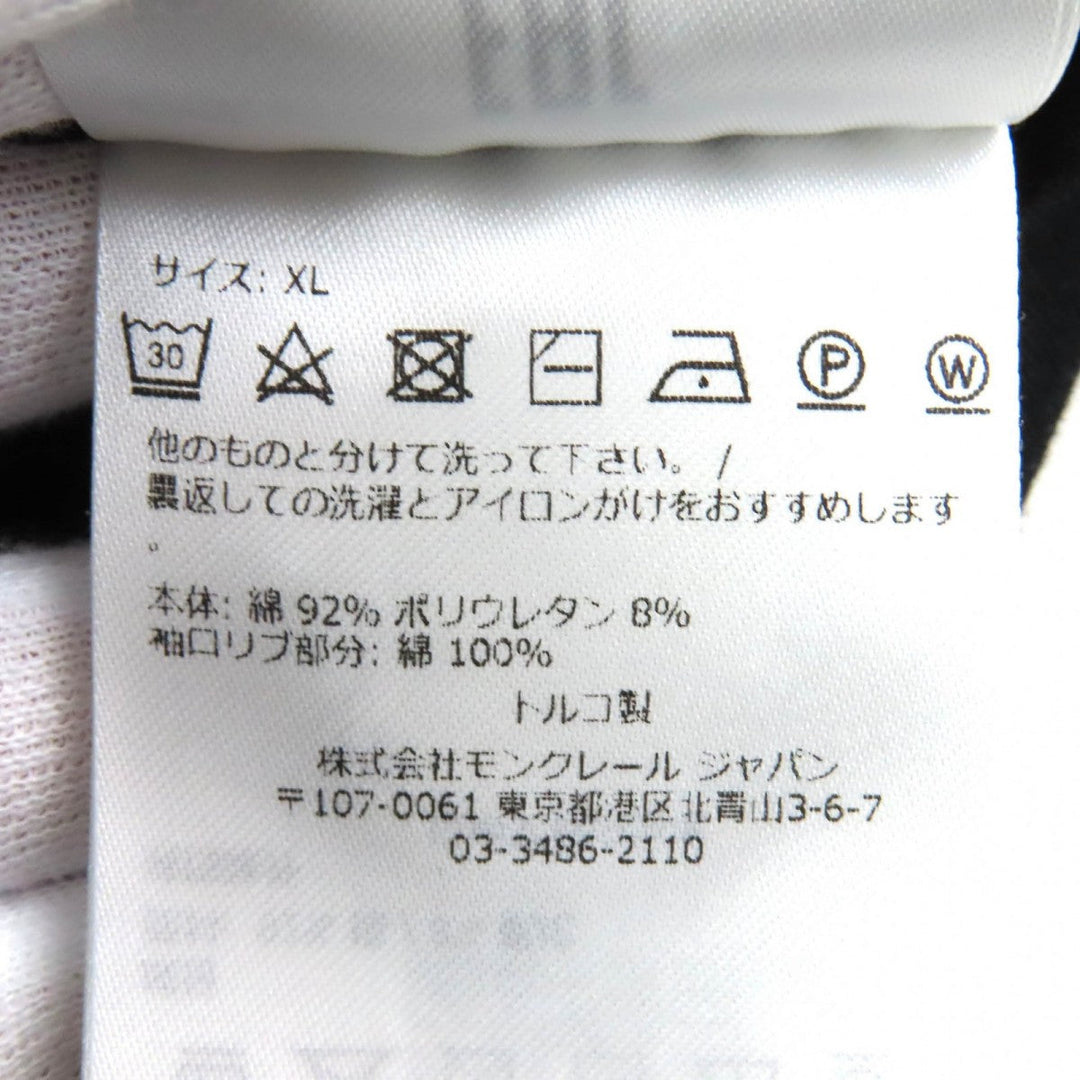 サイズ: XL
30
P
W
他のものと分けて洗って下さい。 /
裏返しての洗濯とアイロンがけをおすすめします
。
本体: 綿 92% ポリウレタン 8%
袖口リブ部分: 綿 100%
トルコ製
株式会社モンクレール ジャパン
〒107-0061 東京都港区北青山3-6-7
03-3486-2110